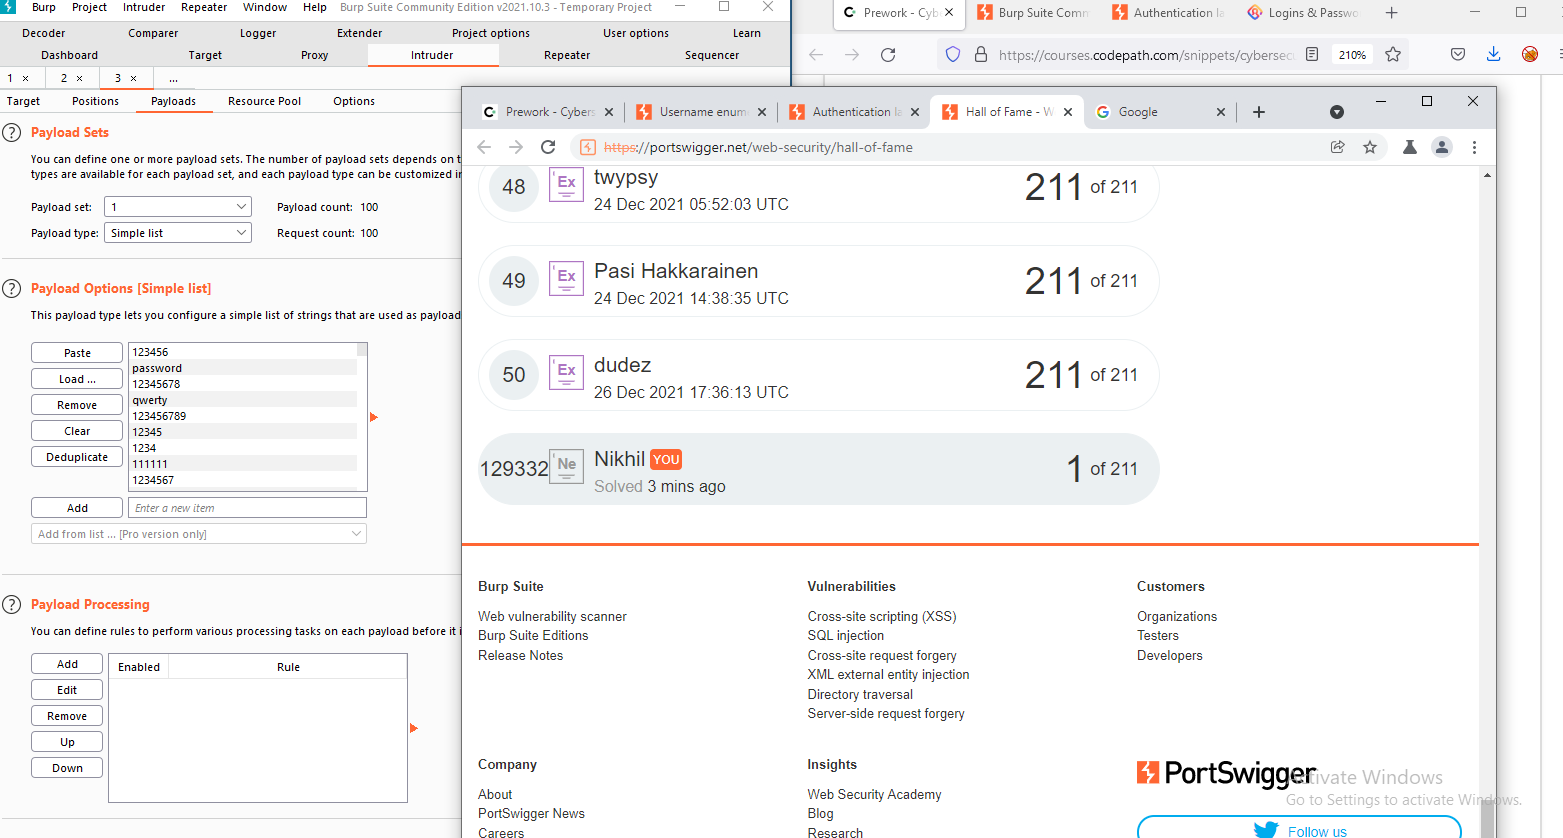 Burp Project Intruder Repeater Window Help Burp Suite Community Edition v2021.10.3 - Temporary Project
Decoder Comparer Logger Extender Project options User options Learn
Dashboard Target Proxy Intruder Repeater Sequencer
1 × 2 × 3 × ...
Target Positions Payloads Resource Pool Options
? Payload Sets
You can define one or more payload sets. The number of payload sets depends on t
types are available for each payload set, and each payload type can be customized i
Payload set: 1 Payload count: 100
Payload type: Simple list Request count: 100
? Payload Options [Simple list]
This payload type lets you configure a simple list of strings that are used as payload
Paste
Load ...
Remove
Clear
Deduplicate
123456
password
12345678
qwerty
123456789
12345
1234
111111
1234567
Add Enter a new item
Add from list ... [Pro version only]
? Payload Processing
You can define rules to perform various processing tasks on each payload before it i
Add
Edit
Remove
Up
Down
Enabled Rule
Prework - Cybe Burp Suite Comm Authentication la Logins & Passwo
https://courses.codepath.com/snippets/cybersec 210%
Prework - Cybers Username enum Authentication la Hall of Fame - W Google
https://portswigger.net/web-security/hall-of-fame
48 Ex twypsy 211 of 211
24 Dec 2021 05:52:03 UTC
49 Ex Pasi Hakkarainen 211 of 211
24 Dec 2021 14:38:35 UTC
50 Ex dudez 211 of 211
26 Dec 2021 17:36:13 UTC
129332 Ne Nikhil YOU 1 of 211
Solved 3 mins ago
Burp Suite
Web vulnerability scanner
Burp Suite Editions
Release Notes
Vulnerabilities
Cross-site scripting (XSS)
SQL injection
Cross-site request forgery
XML external entity injection
Directory traversal
Server-side request forgery
Customers
Organizations
Testers
Developers
Company
About
PortSwigger News
Careers
Insights
Web Security Academy
Blog
Research
PortSwigger
Follow us
Activate Windows
Go to Settings to activate Windows.